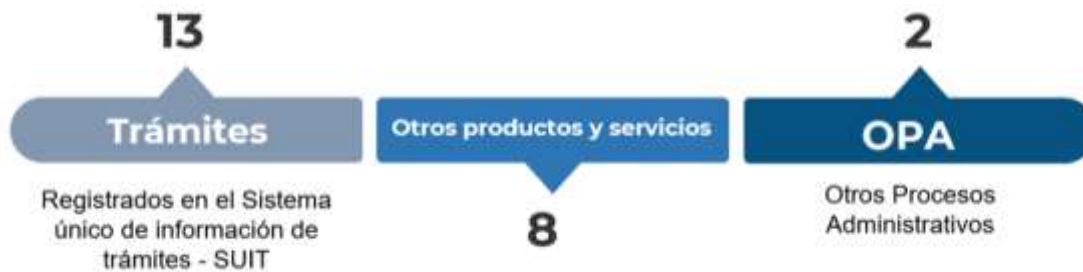 13
Trámites
Registrados en el Sistema
único de información de
trámites - SUIT
Otros productos y servicios
8
2
OPA
Otros Procesos
Administrativos